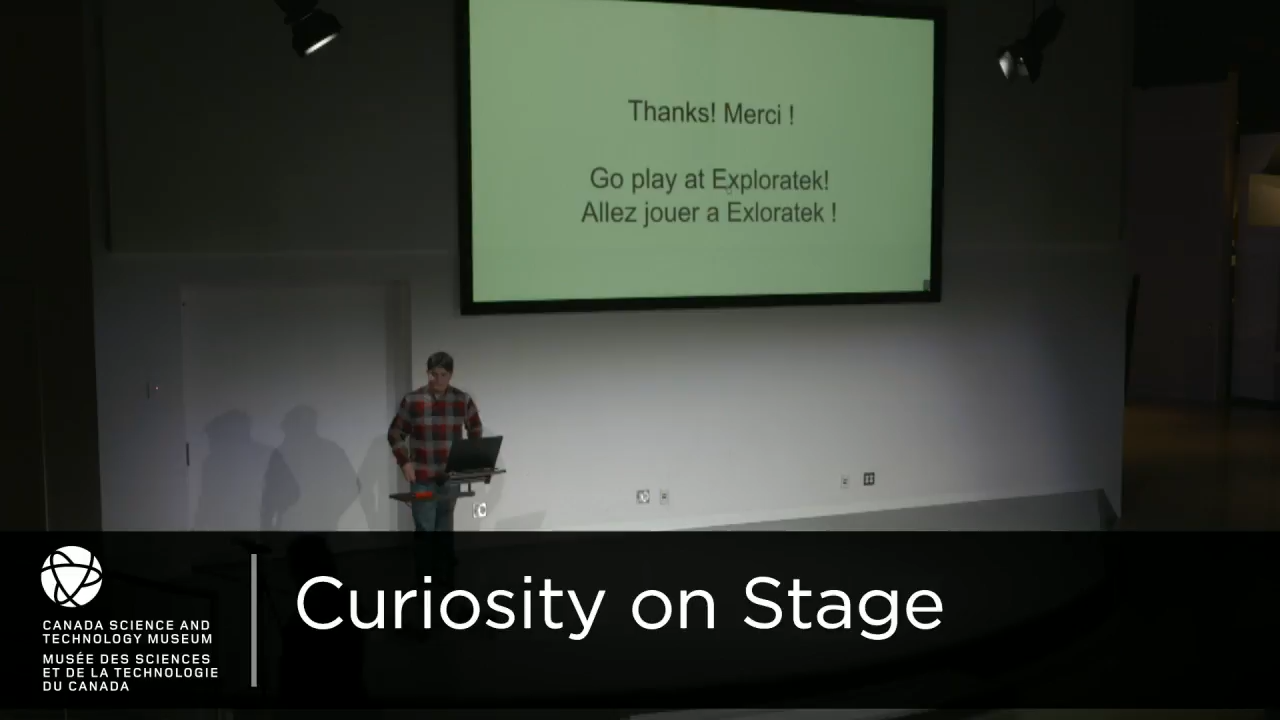 Thanks! Merci !
Go play at Exploratek!
Allez jouer a Exloratek !
Curiosity on Stage
CANADA SCIENCE AND
TECHNOLOGY MUSEUM
MUSÉE DES SCIENCES
ET DE LA TECHNOLOGIE
DU CANADA